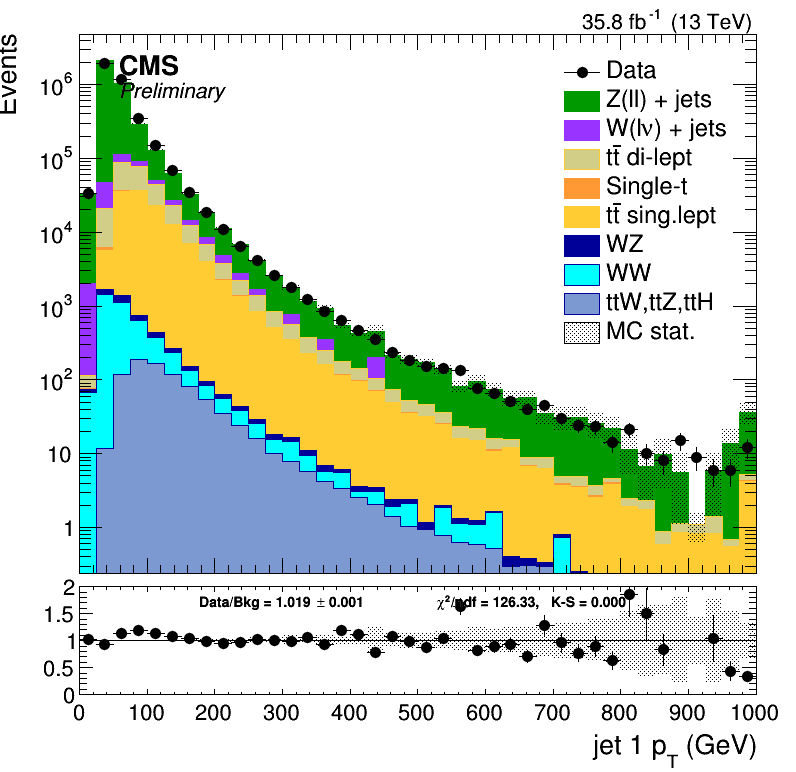 35.8 fb⁻¹ (13 TeV)
Events
CMS
Preliminary
Data
Z(ll) + jets
W(lν) + jets
tt̄ di-lept
Single-t
tt̄ sing.lept
WZ
WW
ttW,ttZ,ttH
MC stat.
10⁶
10⁵
10⁴
10³
10²
10
1
2
1.5
1
0.5
0
Data/Bkg = 1.019 ± 0.001
χ²/ndf = 126.33, K-S = 0.000
0 100 200 300 400 500 600 700 800 900 1000
jet 1 p_T (GeV)